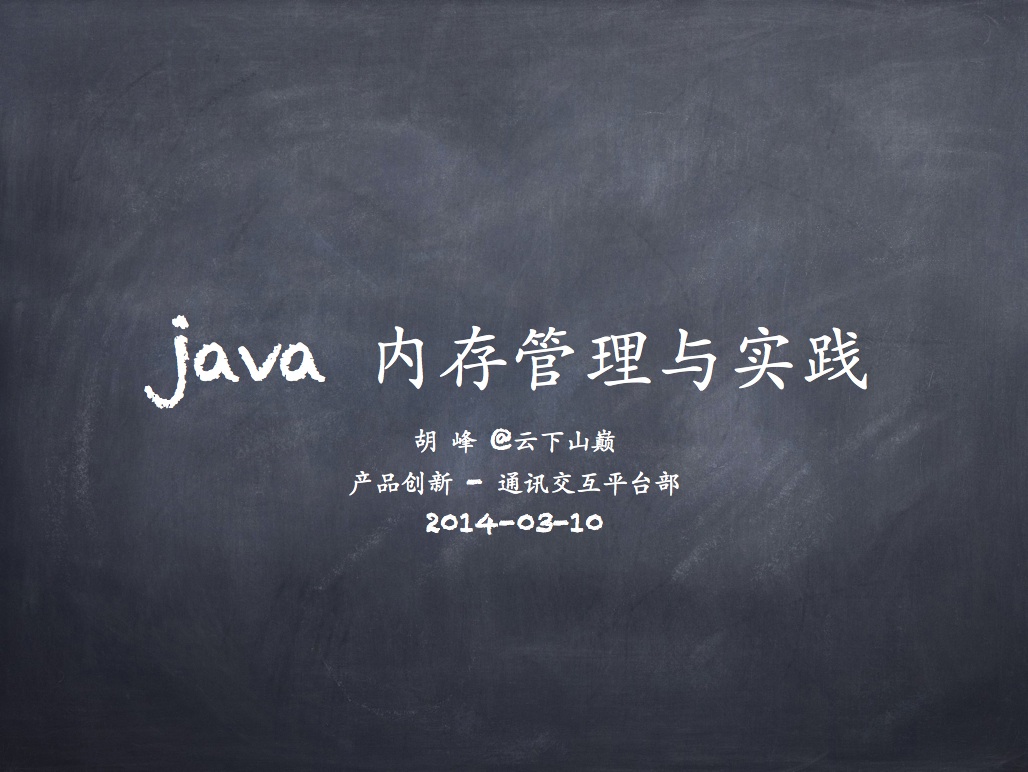 java 内存管理与实践
胡 峰 @云下山巅
产品创新 - 通讯交互平台部
2014-03-10